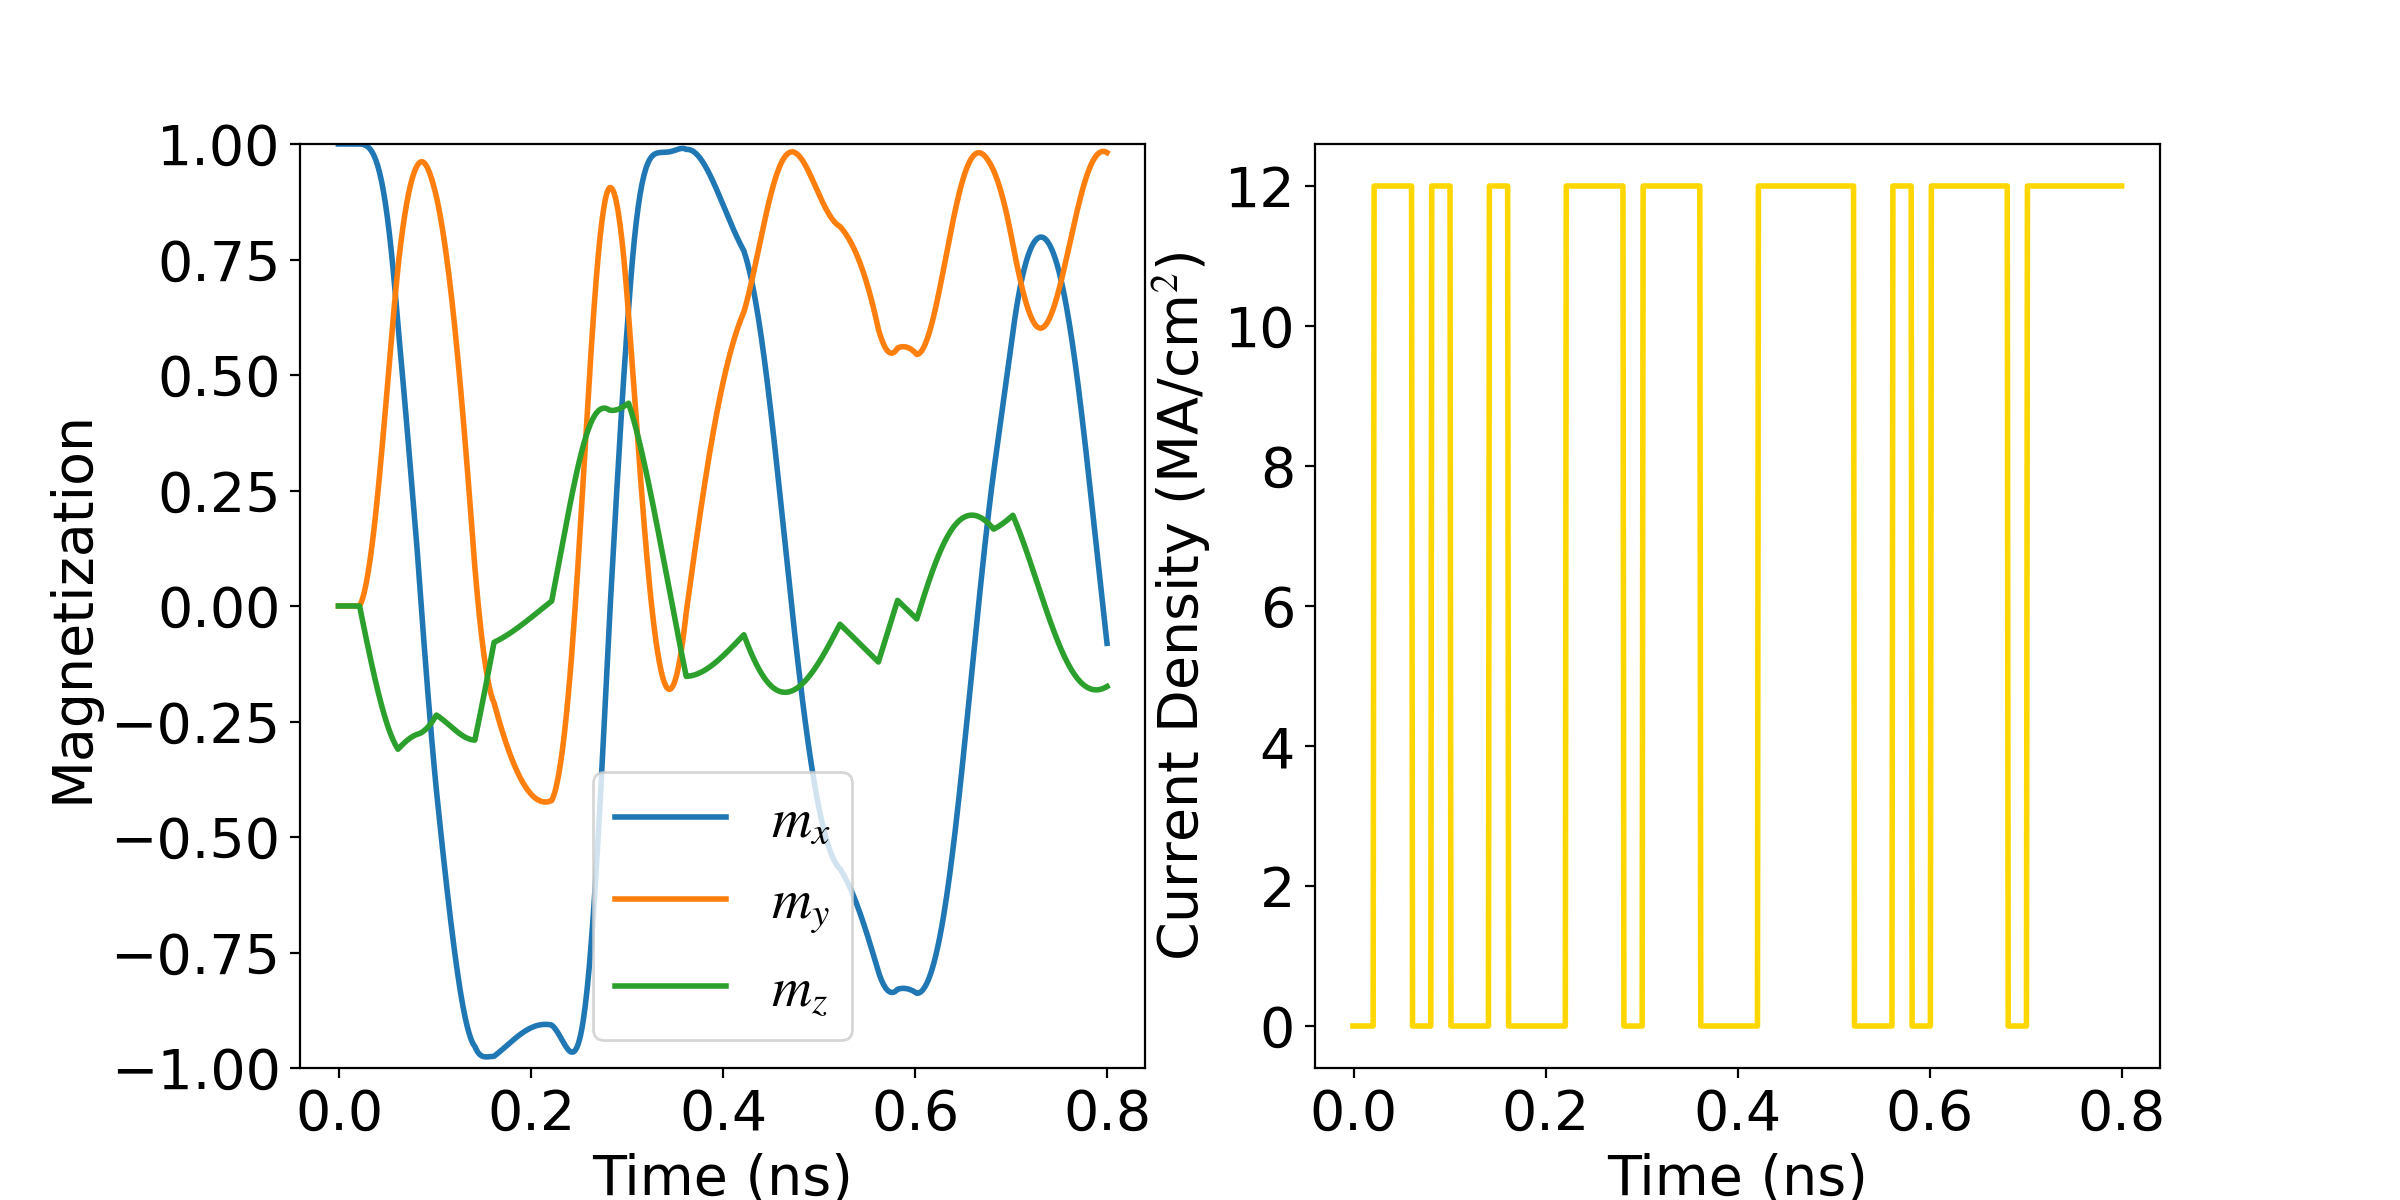 Magnetization
1.00
0.75
0.50
0.25
0.00
−0.25
−0.50
−0.75
−1.00
0.0 0.2 0.4 0.6 0.8
Time (ns)
m_x
m_y
m_z
Current Density (MA/cm²)
12
10
8
6
4
2
0
0.0 0.2 0.4 0.6 0.8
Time (ns)